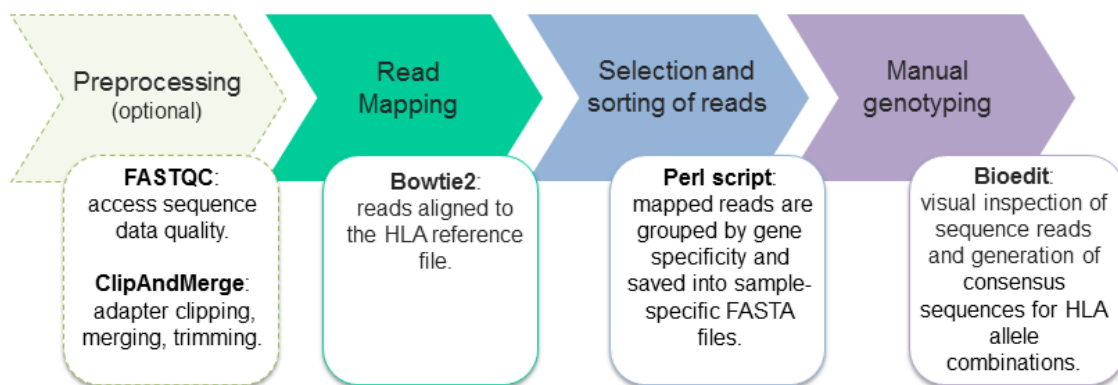 Preprocessing
(optional)
Read
Mapping
Selection and
sorting of reads
Manual
genotyping
FASTQC:
access sequence
data quality.
ClipAndMerge:
adapter clipping,
merging, trimming.
Bowtie2:
reads aligned to
the HLA reference
file.
Perl script:
mapped reads are
grouped by gene
specificity and
saved into sample-
specific FASTA
files.
Bioedit:
visual inspection of
sequence reads
and generation of
consensus
sequences for HLA
allele
combinations.